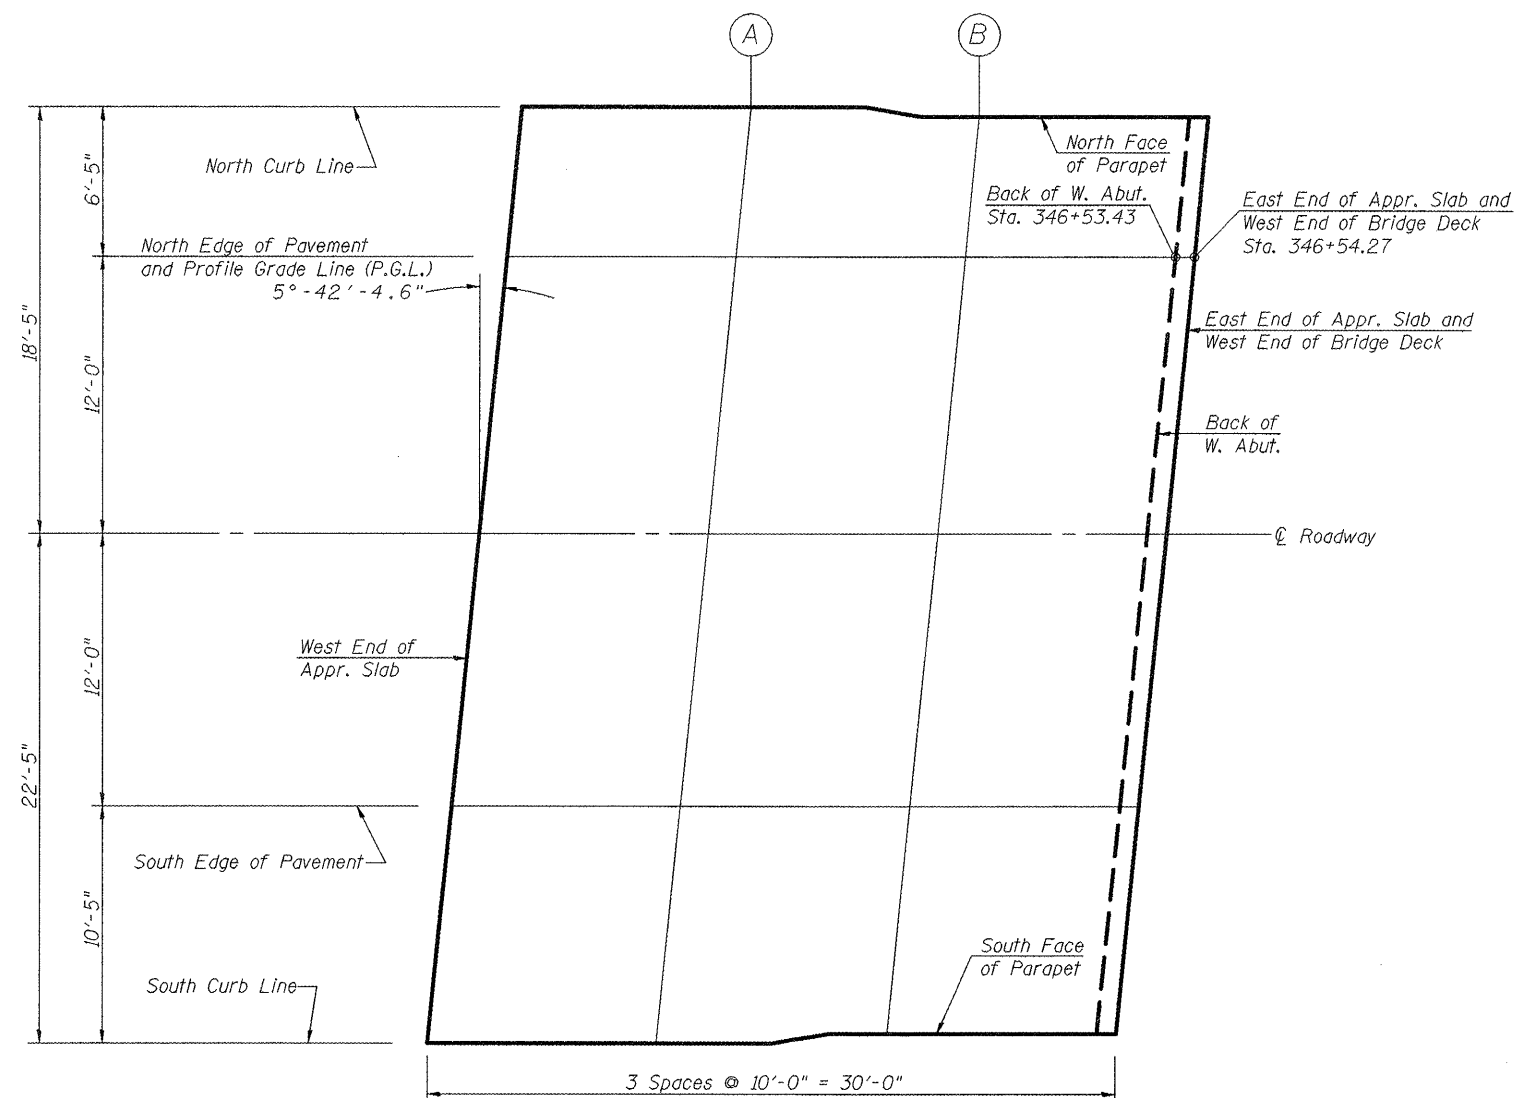 A
B
North Curb Line
North Face
of Parapet
6'-5"
Back of W. Abut.
Sta. 346+53.43
East End of Appr. Slab and
West End of Bridge Deck
Sta. 346+54.27
North Edge of Pavement
and Profile Grade Line (P.G.L.)
5°-42'-4.6"
18'-5"
12'-0"
East End of Appr. Slab and
West End of Bridge Deck
Back of
W. Abut.
℄ Roadway
West End of
Appr. Slab
12'-0"
22'-5"
South Edge of Pavement
10'-5"
South Face
of Parapet
South Curb Line
3 Spaces @ 10'-0" = 30'-0"